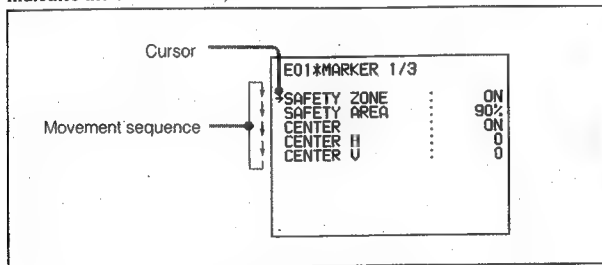 Cursor
E01*MARKER 1/3
→SAFETY ZONE : ON
SAFETY AREA : 90%
CENTER : ON
CENTER H : 0
CENTER V : 0
Movement sequence